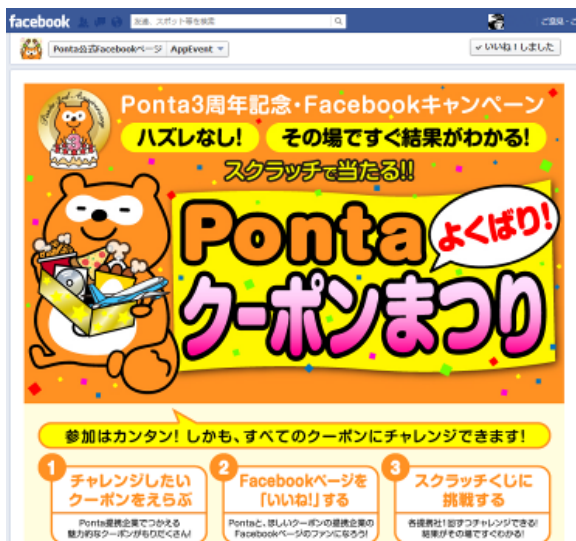 facebook
友達、スポット等を検索
Ponta公式Facebookページ AppEvent
いいね！しました
Ponta3周年記念・Facebookキャンペーン
ハズレなし! その場ですぐ結果がわかる!
スクラッチで当たる!!
Ponta
よくばり!
クーポンまつり
参加はカンタン! しかも、すべてのクーポンにチャレンジできます!
1
チャレンジしたい
クーポンをえらぶ
Ponta提携企業でつかえる
魅力的なクーポンがもりだくさん!
2
Facebookページを
「いいね!」する
Pontaと、欲しいクーポンの提携企業の
Facebookページのファンになろう!
3
スクラッチくじに
挑戦する
各提携社1回ずつチャレンジできる!
結果がその場ですぐわかる!